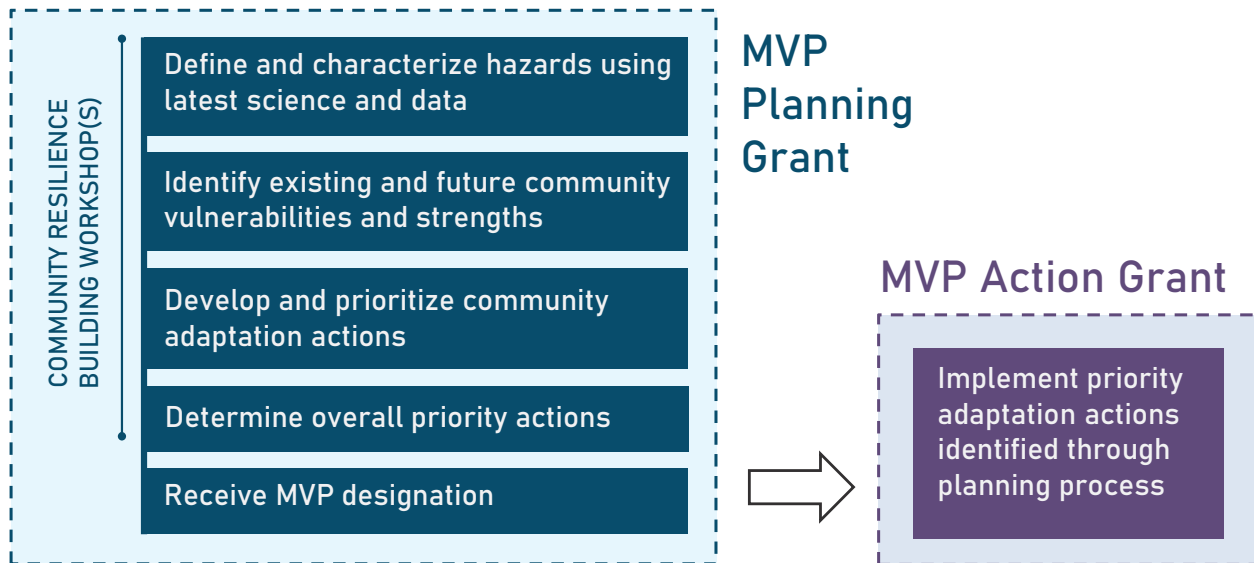 COMMUNITY RESILIENCE
BUILDING WORKSHOP(S)
Define and characterize hazards using
latest science and data
Identify existing and future community
vulnerabilities and strengths
Develop and prioritize community
adaptation actions
Determine overall priority actions
Receive MVP designation
MVP
Planning
Grant
MVP Action Grant
Implement priority
adaptation actions
identified through
planning process